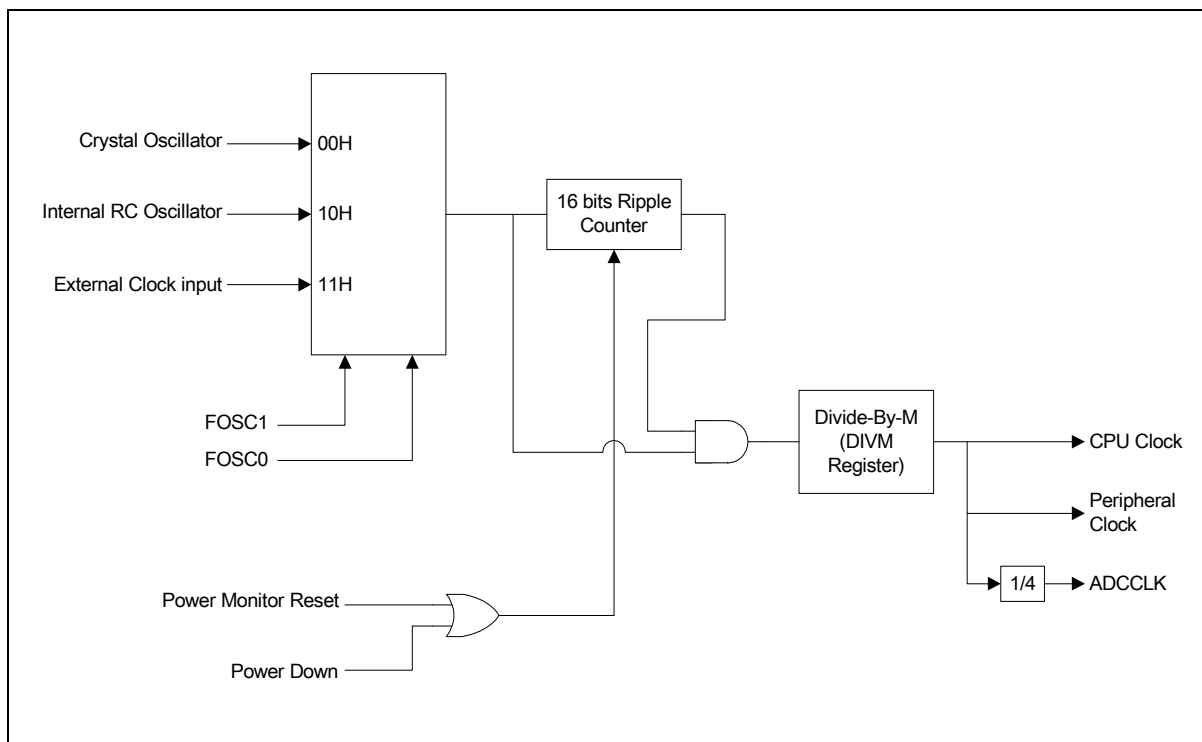 Crystal Oscillator
00H
Internal RC Oscillator
10H
External Clock input
11H
16 bits Ripple
Counter
FOSC1
FOSC0
Divide-By-M
(DIVM
Register)
CPU Clock
Peripheral
Clock
1/4
ADCCLK
Power Monitor Reset
Power Down